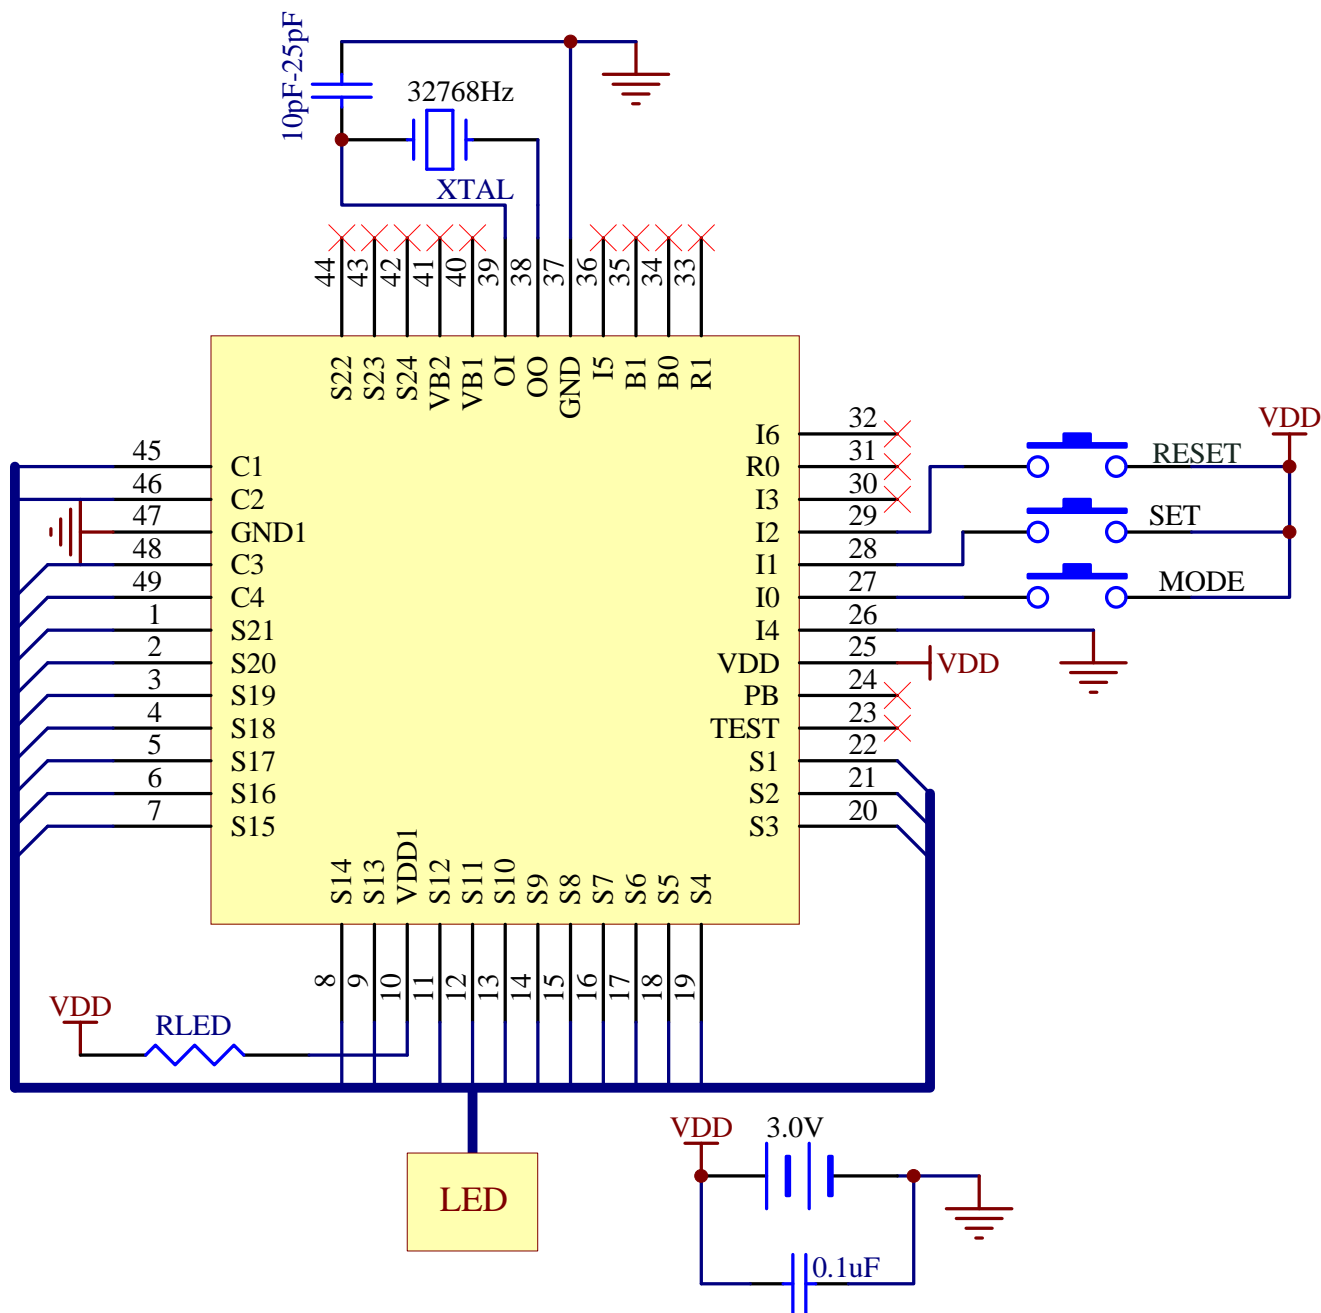 10pF-25pF
32768Hz
XTAL
44 43 42 41 40 39 38 37 36 35 34 33
S22 S23 S24 VB2 VB1 OI OO GND I5 B1 B0 R1
45 C1
46 C2
47 GND1
48 C3
49 C4
1 S21
2 S20
3 S19
4 S18
5 S17
6 S16
7 S15
I6 32
R0 31
I3 30
I2 29
I1 28
I0 27
I4 26
VDD 25 VDD
PB 24
TEST 23
S1 22
S2 21
S3 20
VDD
RESET
SET
MODE
S14 S13 VDD1 S12 S11 S10 S9 S8 S7 S6 S5 S4
8 9 10 11 12 13 14 15 16 17 18 19
VDD
RLED
LED
VDD
3.0V
0.1uF